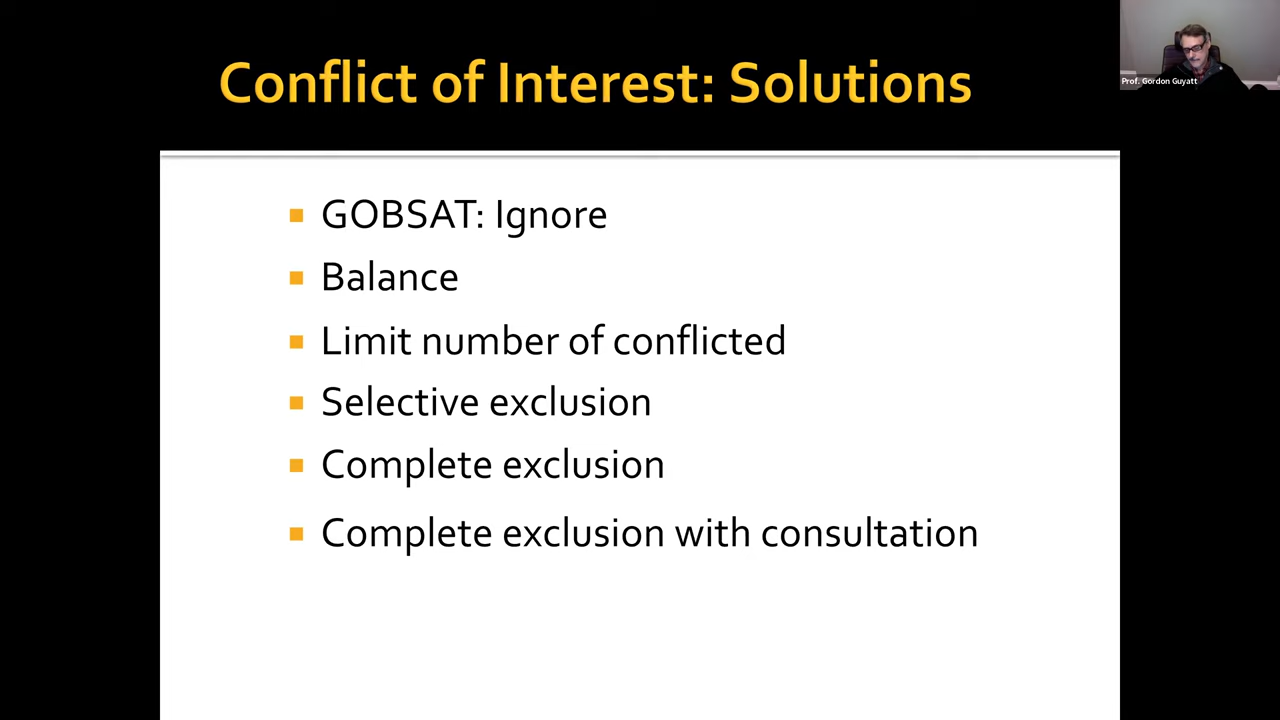 Conflict of Interest: Solutions
Prof. Gordon Guyatt
GOBSAT: Ignore
Balance
Limit number of conflicted
Selective exclusion
Complete exclusion
Complete exclusion with consultation